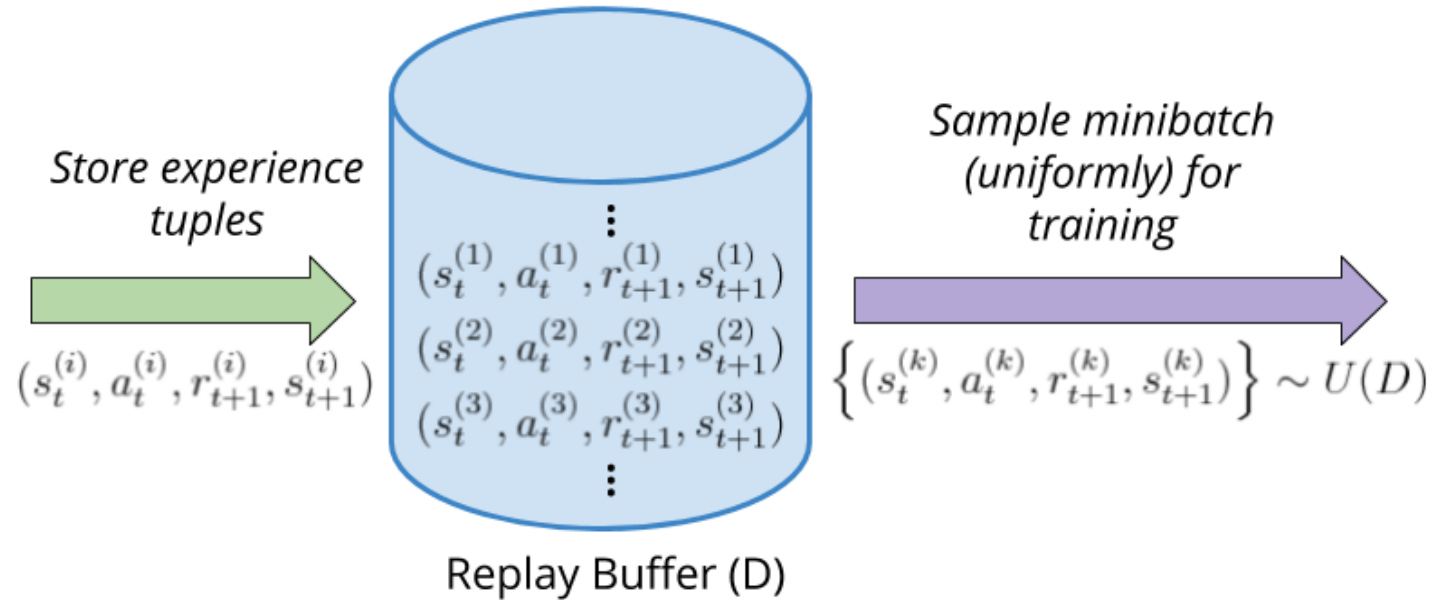 Store experience
tuples
(s_t^{(i)}, a_t^{(i)}, r_{t+1}^{(i)}, s_{t+1}^{(i)})
⋮
(s_t^{(1)}, a_t^{(1)}, r_{t+1}^{(1)}, s_{t+1}^{(1)})
(s_t^{(2)}, a_t^{(2)}, r_{t+1}^{(2)}, s_{t+1}^{(2)})
(s_t^{(3)}, a_t^{(3)}, r_{t+1}^{(3)}, s_{t+1}^{(3)})
⋮
Replay Buffer (D)
Sample minibatch
(uniformly) for
training
{(s_t^{(k)}, a_t^{(k)}, r_{t+1}^{(k)}, s_{t+1}^{(k)})} ~ U(D)